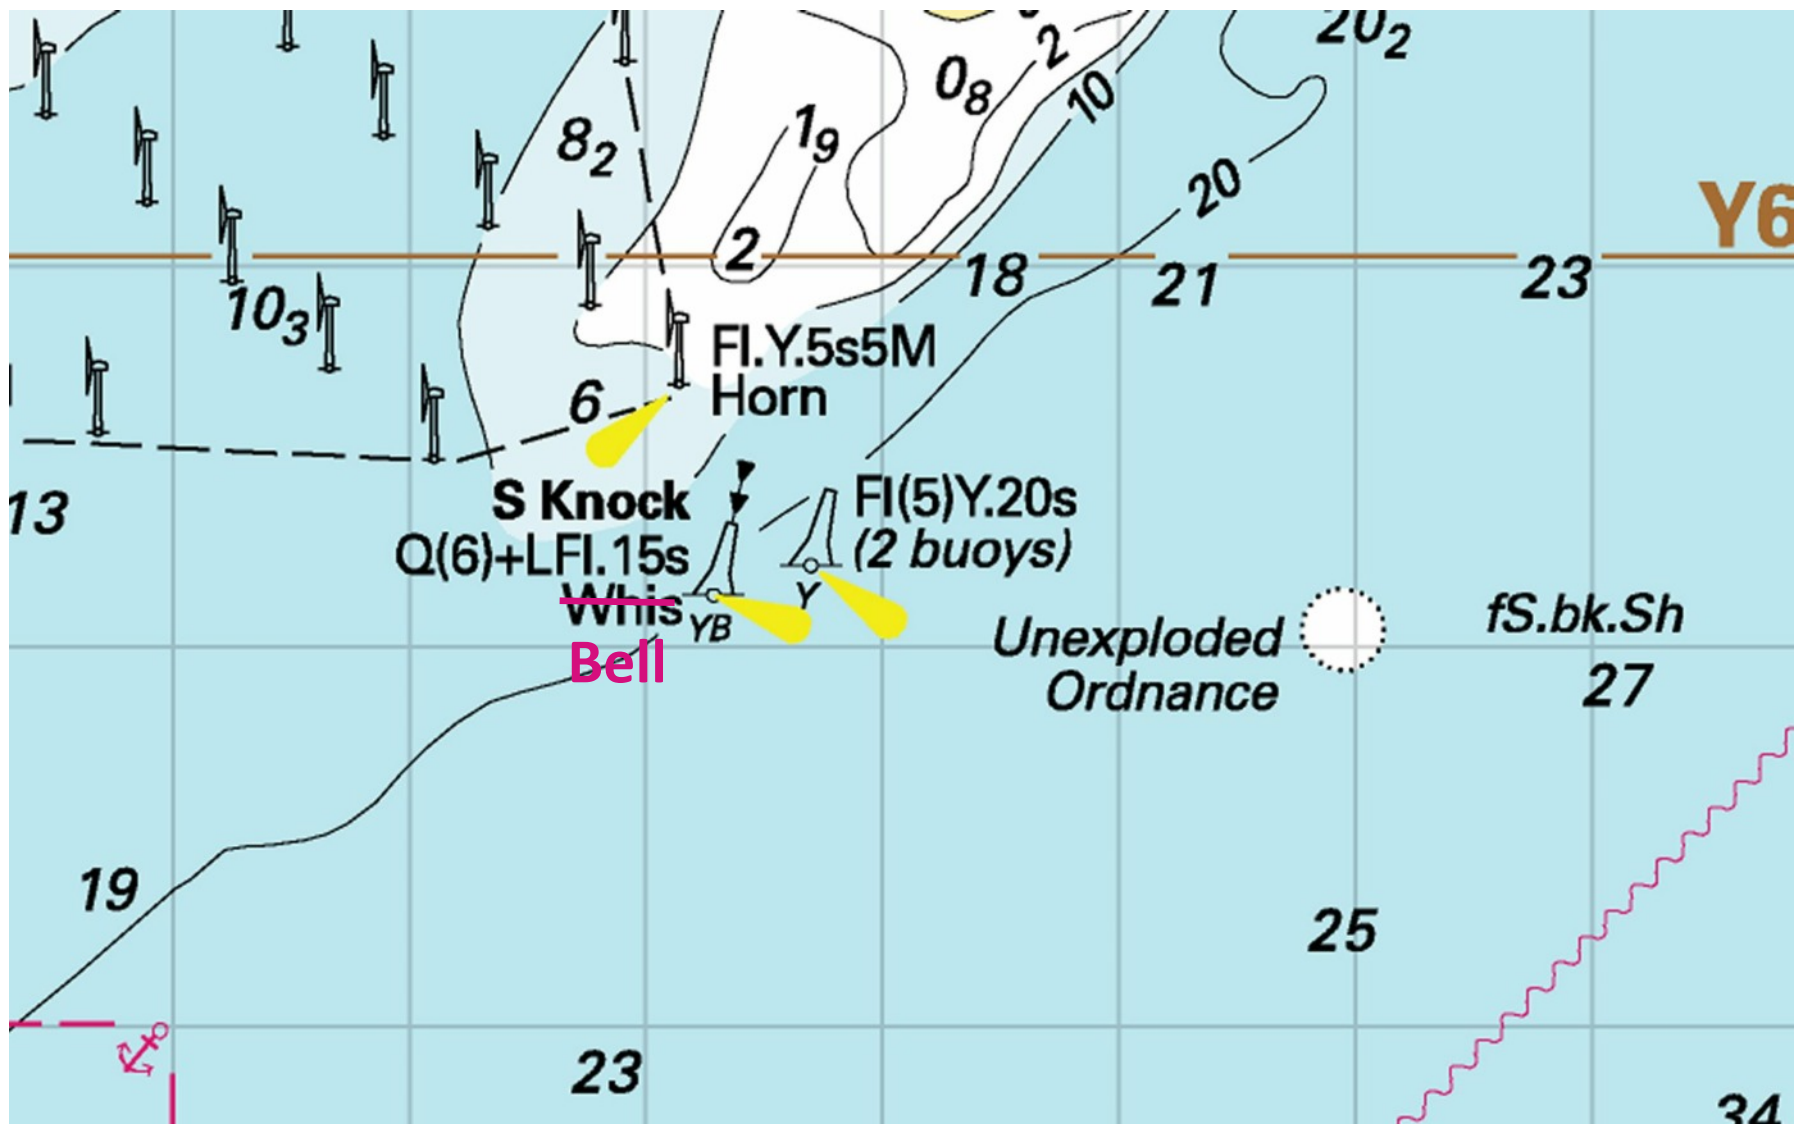 20₂
0₈
2
10
8₂
1₉
20
Y6
2
18
21
23
10₃
Fl.Y.5s5M
Horn
6
S Knock
Q(6)+LFl.15s
Whis
Bell
YB
Fl(5)Y.20s
(2 buoys)
Y
13
Unexploded
Ordnance
fS.bk.Sh
27
19
25
23
34